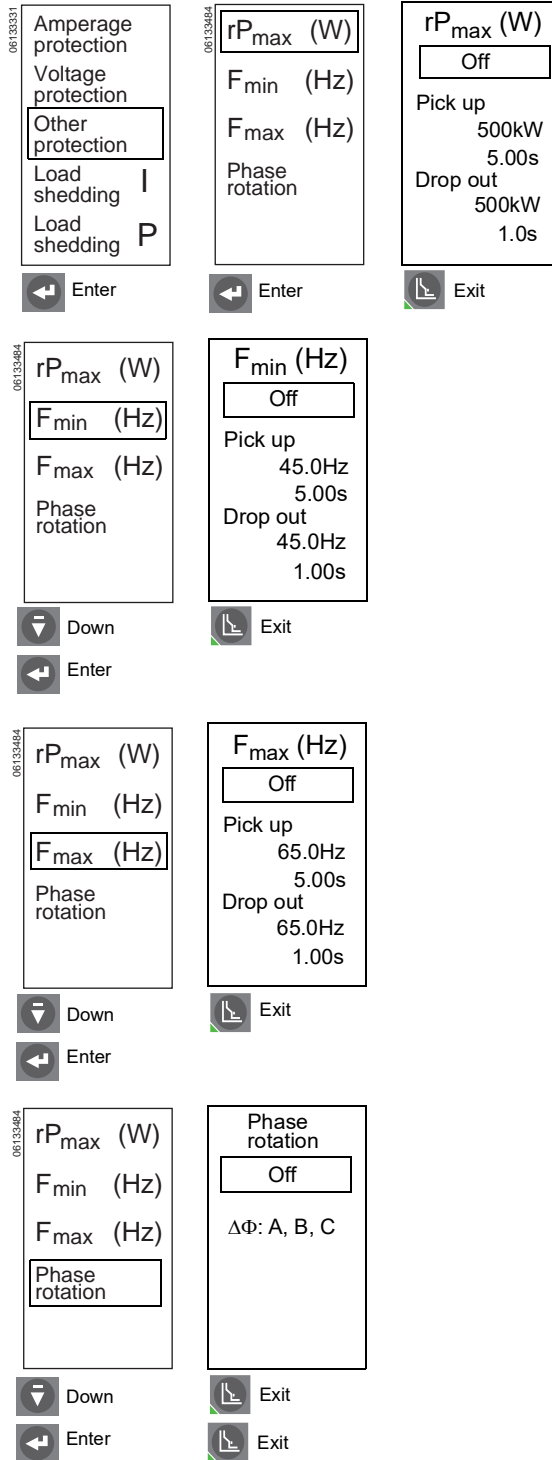 06133331
Amperage
protection
Voltage
protection
Other
protection
Load
shedding I
Load
shedding P
Enter
06133484
rPmax (W)
Fmin (Hz)
Fmax (Hz)
Phase
rotation
Enter
rPmax (W)
Off
Pick up
500kW
5.00s
Drop out
500kW
1.0s
Exit
06133484
rPmax (W)
Fmin (Hz)
Fmax (Hz)
Phase
rotation
Down
Enter
Fmin (Hz)
Off
Pick up
45.0Hz
5.00s
Drop out
45.0Hz
1.00s
Exit
06133484
rPmax (W)
Fmin (Hz)
Fmax (Hz)
Phase
rotation
Down
Enter
Fmax (Hz)
Off
Pick up
65.0Hz
5.00s
Drop out
65.0Hz
1.00s
Exit
06133484
rPmax (W)
Fmin (Hz)
Fmax (Hz)
Phase
rotation
Down
Enter
Phase
rotation
Off
ΔΦ: A, B, C
Exit
Exit